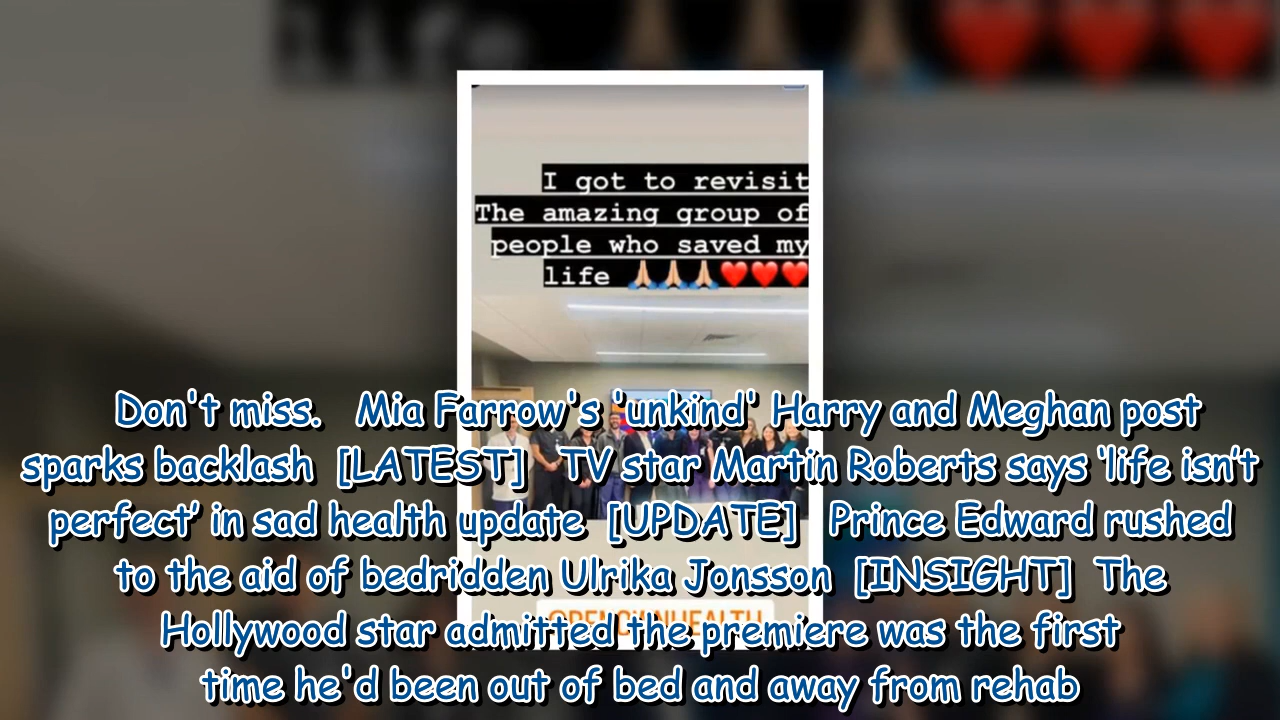 I got to revisit
The amazing group of
people who saved my
life 🙏🏼🙏🏼🙏🏼❤️❤️❤️
Don't miss. Mia Farrow's 'unkind' Harry and Meghan post
sparks backlash [LATEST] TV star Martin Roberts says ‘life isn’t
perfect’ in sad health update [UPDATE] Prince Edward rushed
to the aid of bedridden Ulrika Jonsson [INSIGHT] The
Hollywood star admitted the premiere was the first
time he'd been out of bed and away from rehab